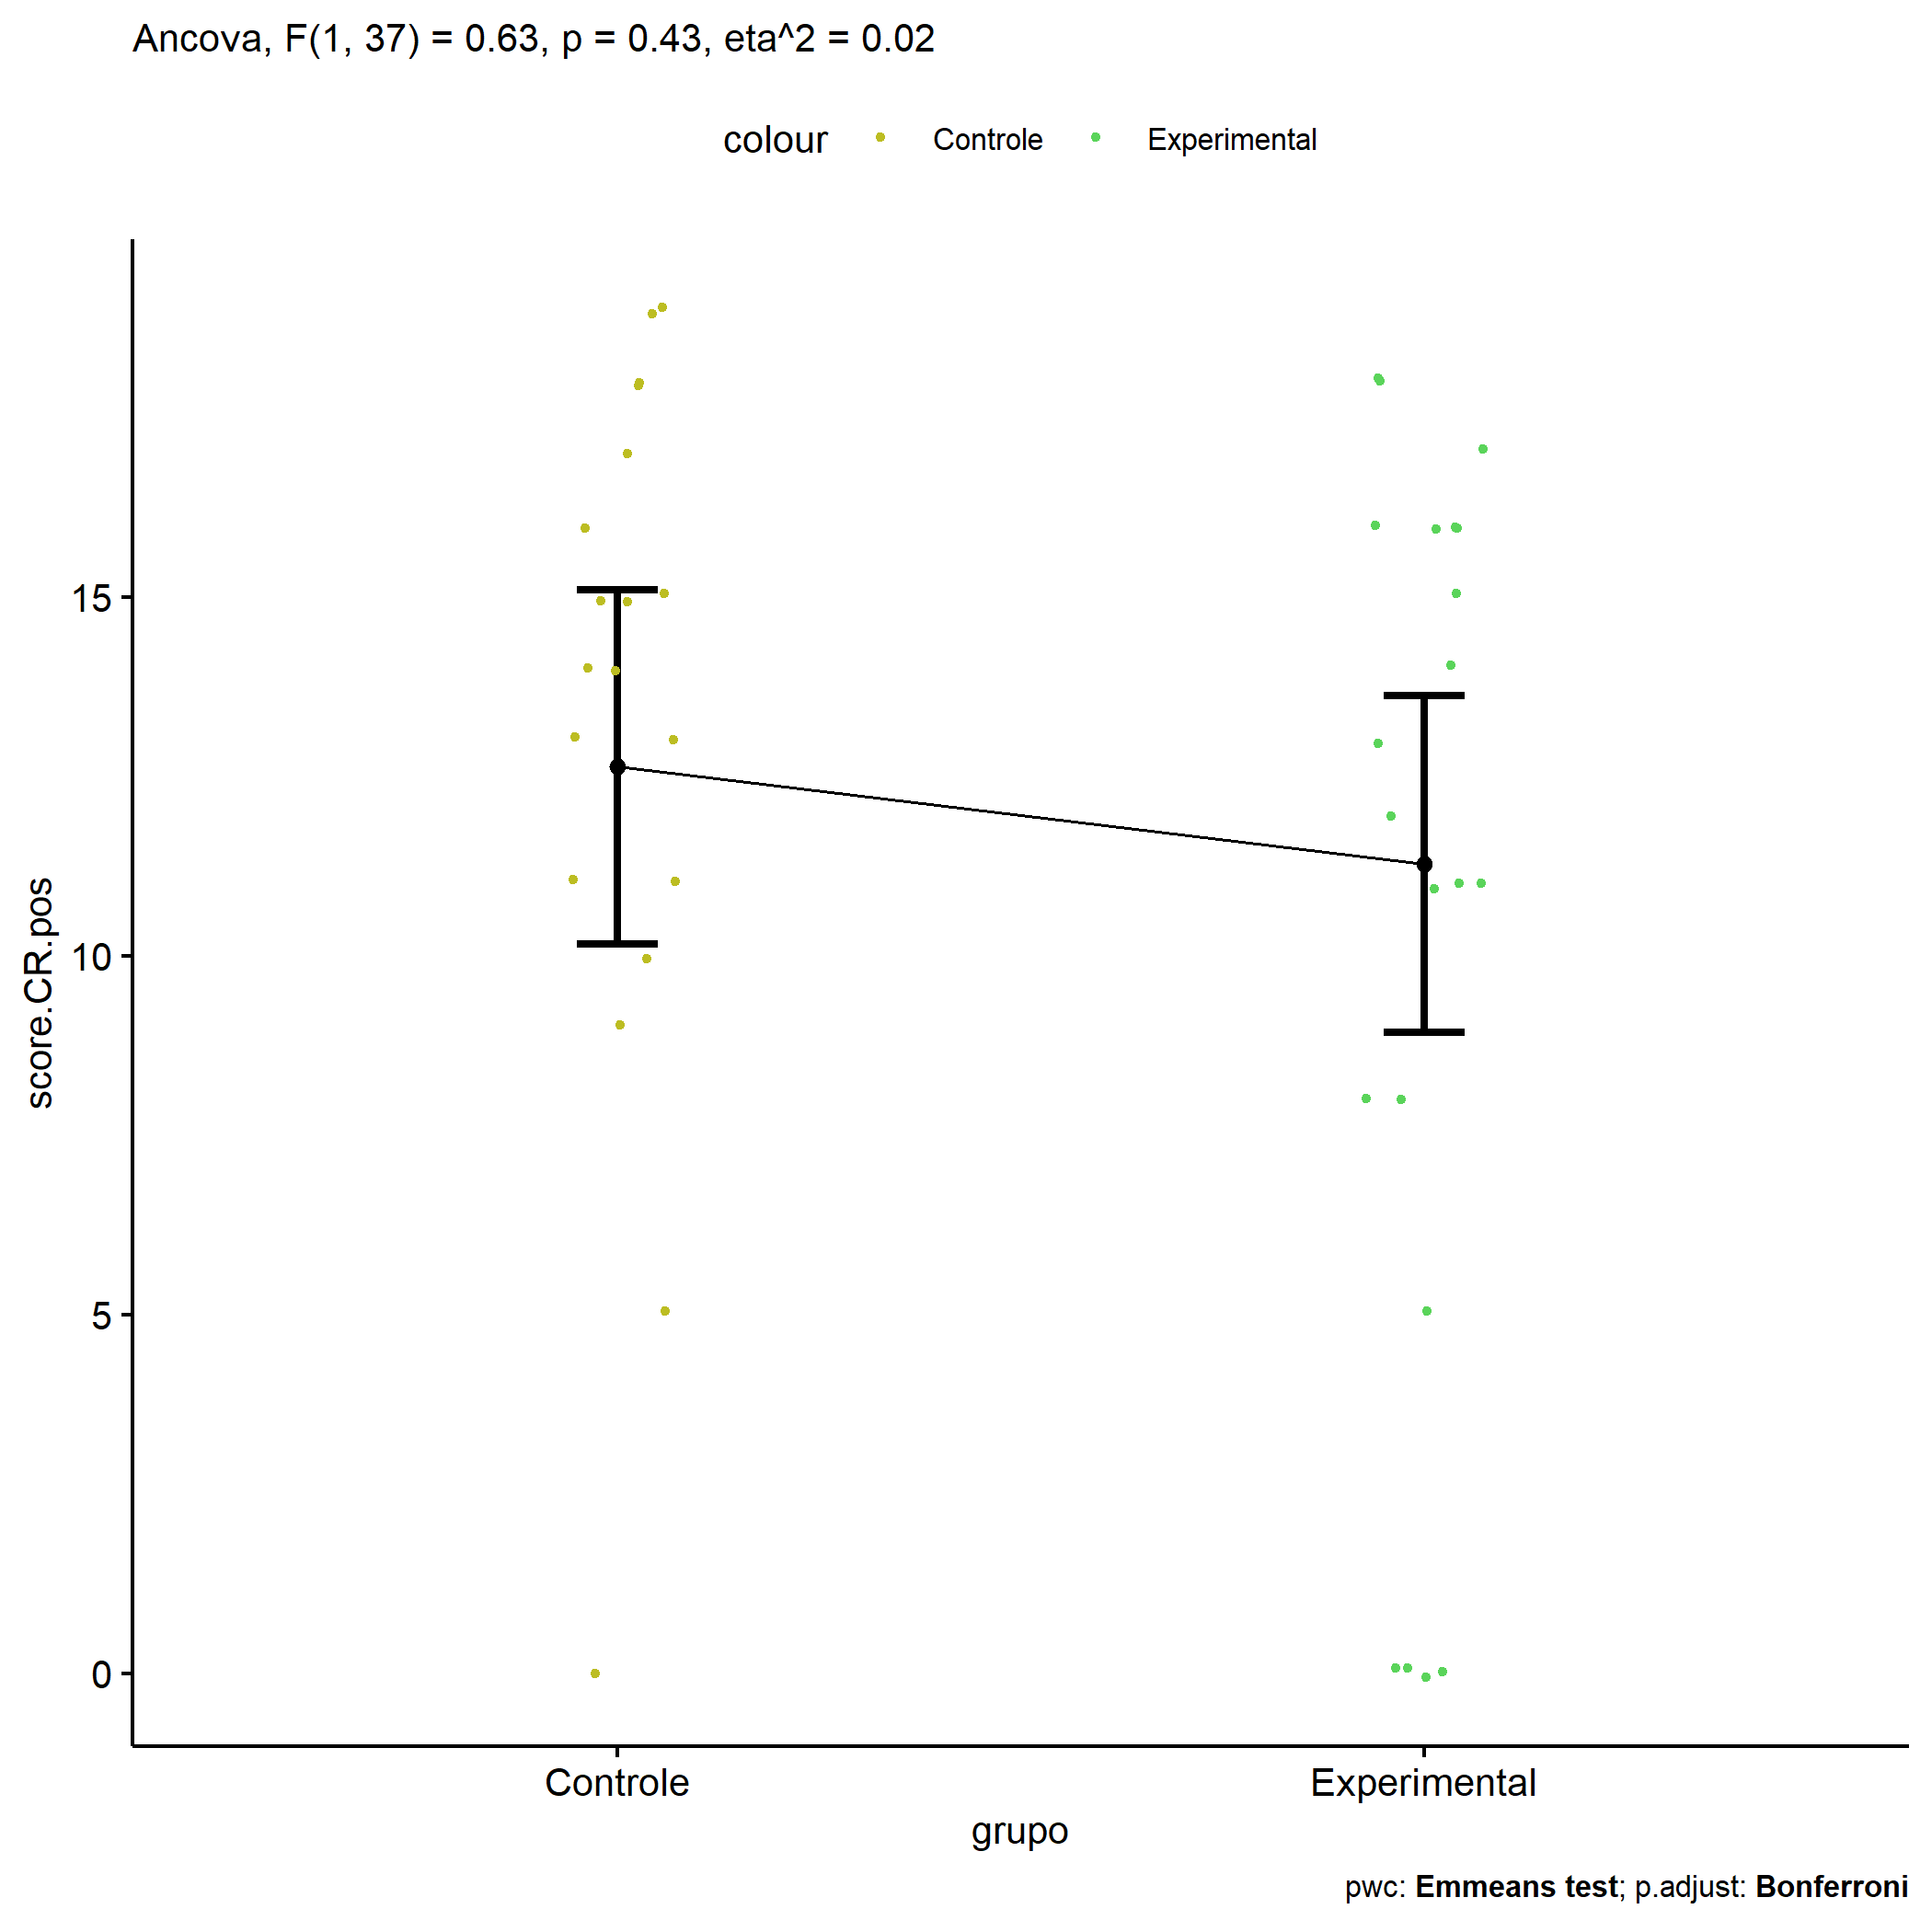 Ancova, F(1, 37) = 0.63, p = 0.43, eta^2 = 0.02
colour Controle Experimental
15
10
5
0
score.CR.pos
Controle Experimental
grupo
pwc: Emmeans test; p.adjust: Bonferroni